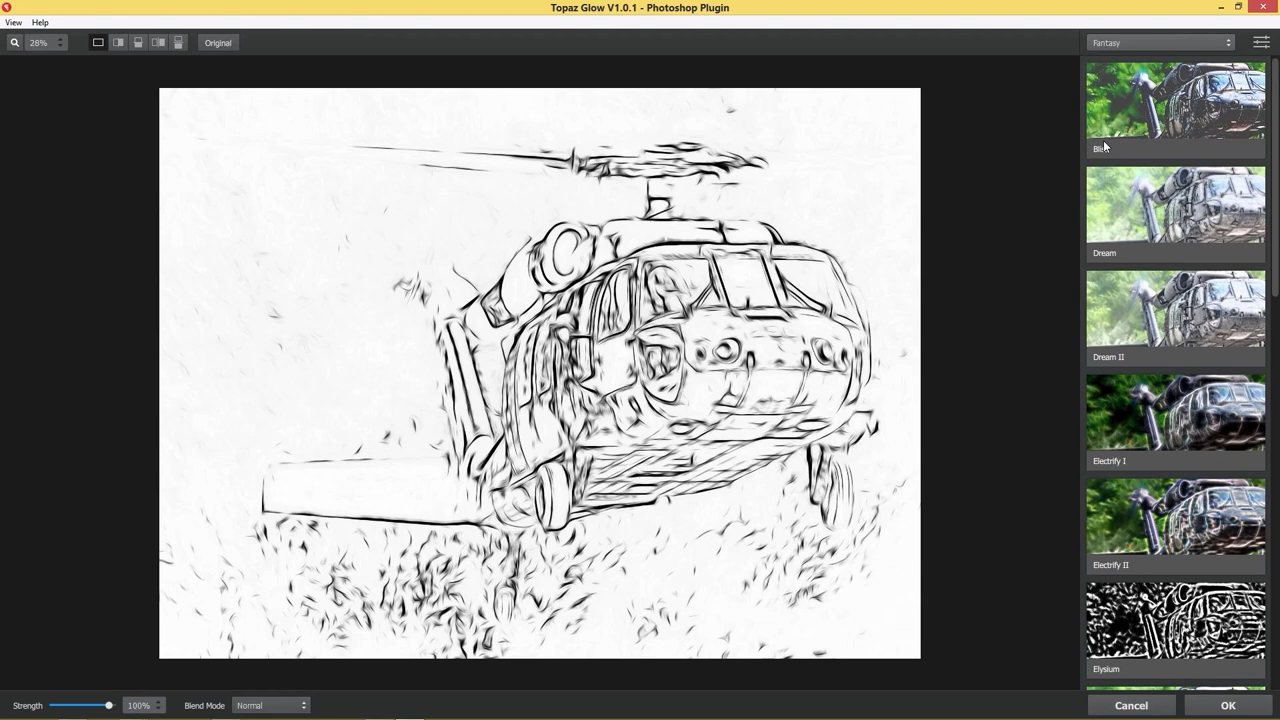 Topaz Glow V1.0.1 - Photoshop Plugin
View Help
28%
Original
Fantasy
Dream
Dream II
Electrify I
Electrify II
Elysium
Strength 100% Blend Mode Normal
Cancel OK